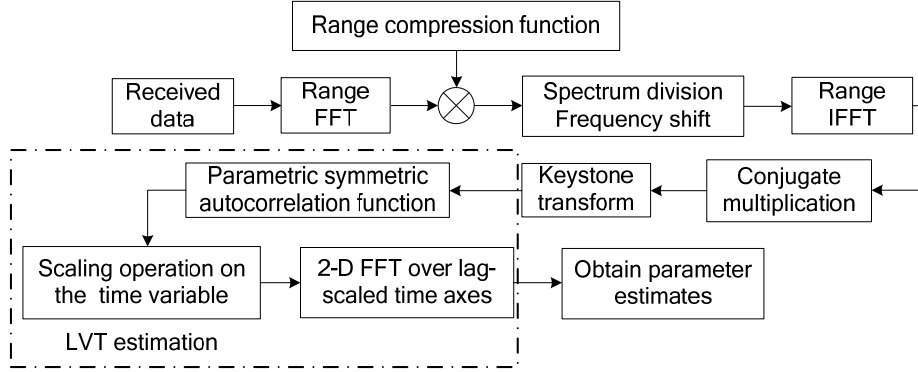 Range compression function
Received
data
Range
FFT
Spectrum division
Frequency shift
Range
IFFT
Parametric symmetric
autocorrelation function
Keystone
transform
Conjugate
multiplication
Scaling operation on
the time variable
2-D FFT over lag-
scaled time axes
Obtain parameter
estimates
LVT estimation